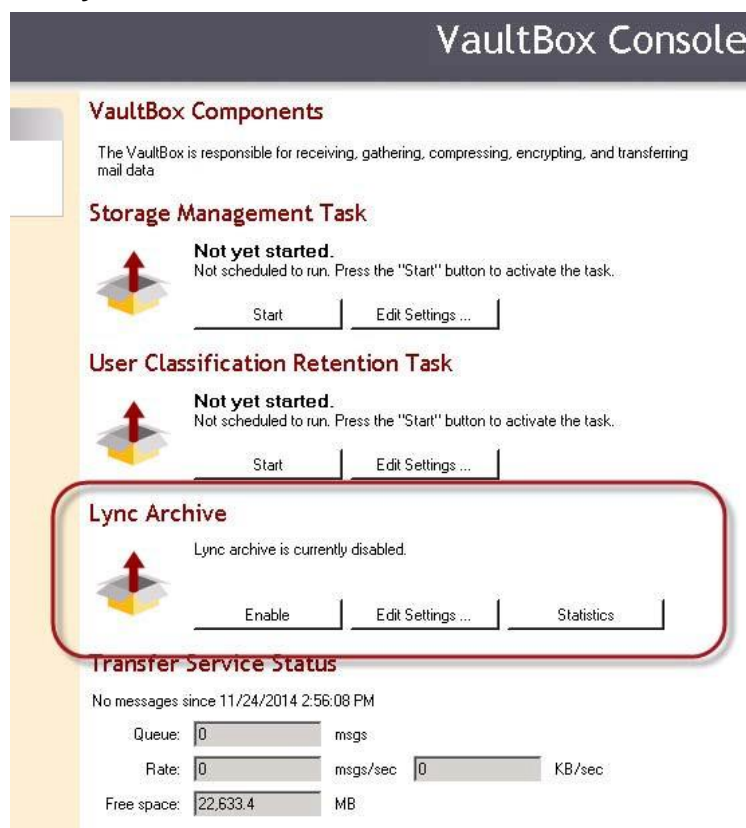 VaultBox Console
VaultBox Components
The VaultBox is responsible for receiving, gathering, compressing, encrypting, and transferring
mail data
Storage Management Task
Not yet started.
Not scheduled to run. Press the "Start" button to activate the task.
Start Edit Settings ...
User Classification Retention Task
Not yet started.
Not scheduled to run. Press the "Start" button to activate the task.
Start Edit Settings ...
Lync Archive
Lync archive is currently disabled.
Enable Edit Settings ... Statistics
Transfer Service Status
No messages since 11/24/2014 2:56:08 PM
Queue: 0 msgs
Rate: 0 msgs/sec 0 KB/sec
Free space: 22,633.4 MB